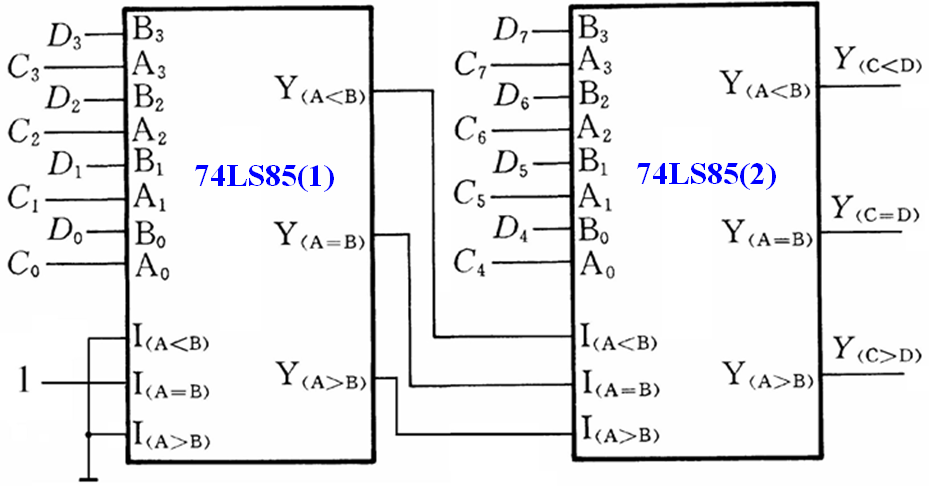 D₃ B₃
C₃ A₃
D₂ B₂
C₂ A₂
D₁ B₁
C₁ A₁
D₀ B₀
C₀ A₀
Y(A<B)
74LS85(1)
Y(A=B)
Y(A>B)
I(A<B)
1 I(A=B)
I(A>B)
D₇ B₃
C₇ A₃
D₆ B₂
C₆ A₂
D₅ B₁
C₅ A₁
D₄ B₀
C₄ A₀
Y(A<B) Y(C<D)
74LS85(2)
Y(A=B) Y(C=D)
Y(A>B) Y(C>D)
I(A<B)
I(A=B)
I(A>B)